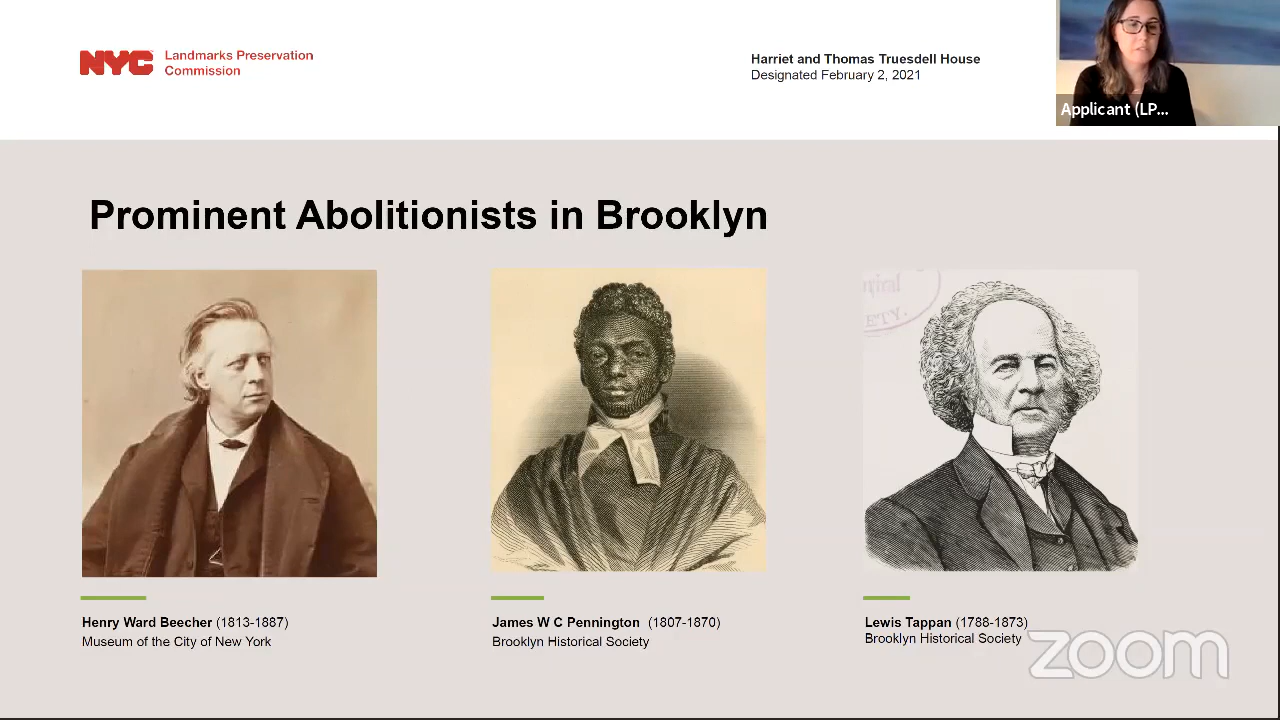 NYC Landmarks Preservation
Commission
Harriet and Thomas Truesdell House
Designated February 2, 2021
Applicant (LP...
Prominent Abolitionists in Brooklyn
ETY.
Henry Ward Beecher (1813-1887)
Museum of the City of New York
James W C Pennington (1807-1870)
Brooklyn Historical Society
Lewis Tappan (1788-1873)
Brooklyn Historical Society
zoom